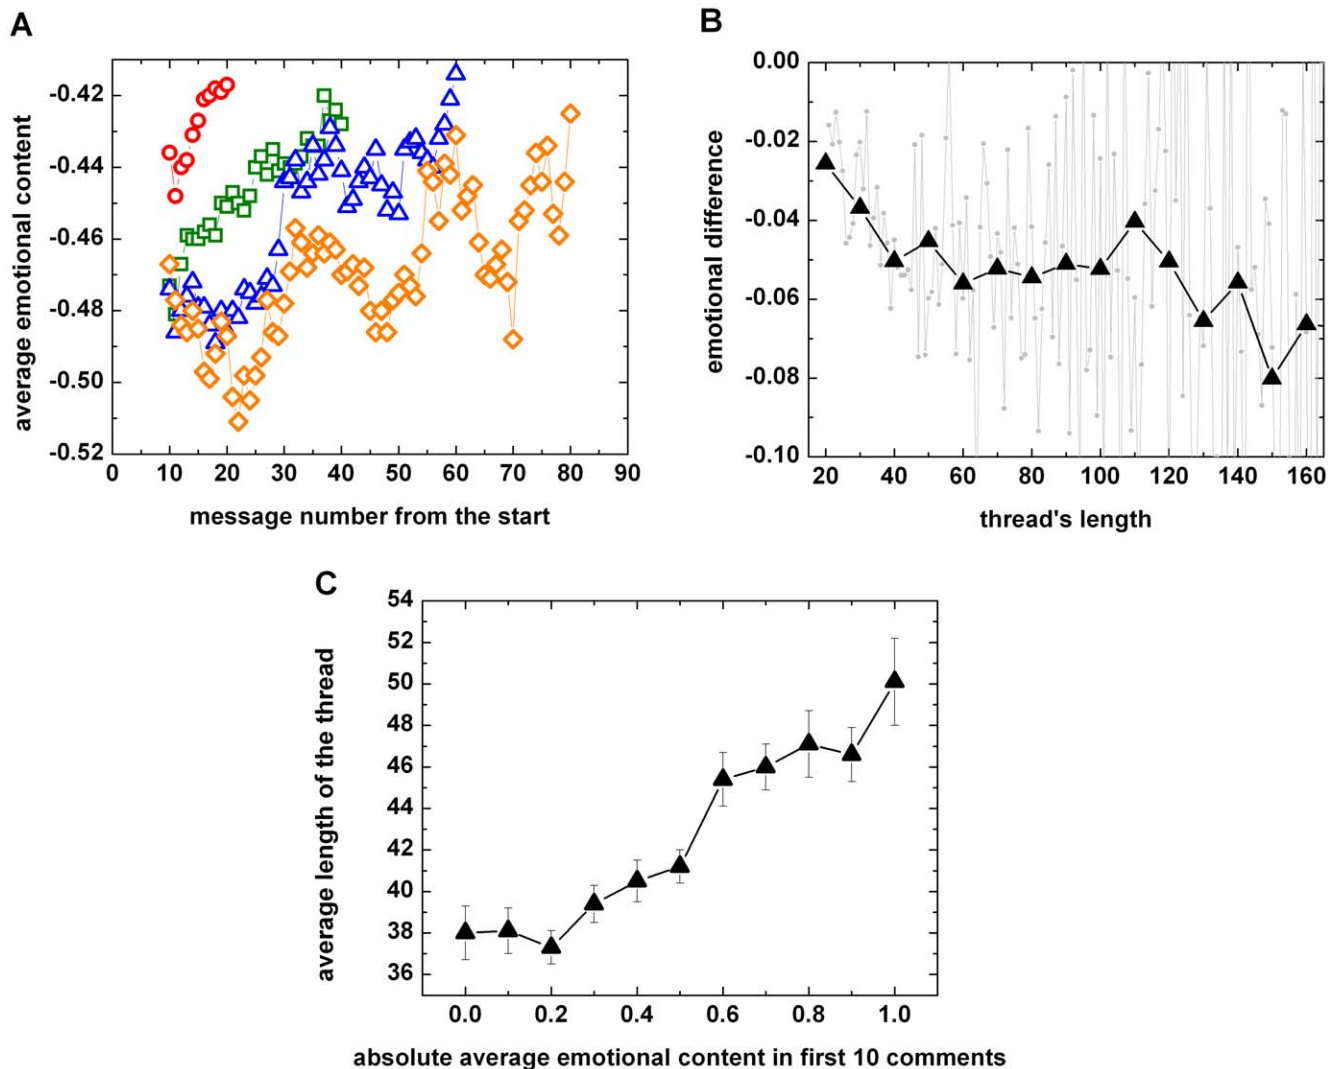 A
average emotional content
-0.42
-0.44
-0.46
-0.48
-0.50
-0.52
0 10 20 30 40 50 60 70 80 90
message number from the start
B
emotional difference
0.00
-0.02
-0.04
-0.06
-0.08
-0.10
20 40 60 80 100 120 140 160
thread's length
C
average length of the thread
54
52
50
48
46
44
42
40
38
36
0.0 0.2 0.4 0.6 0.8 1.0
absolute average emotional content in first 10 comments